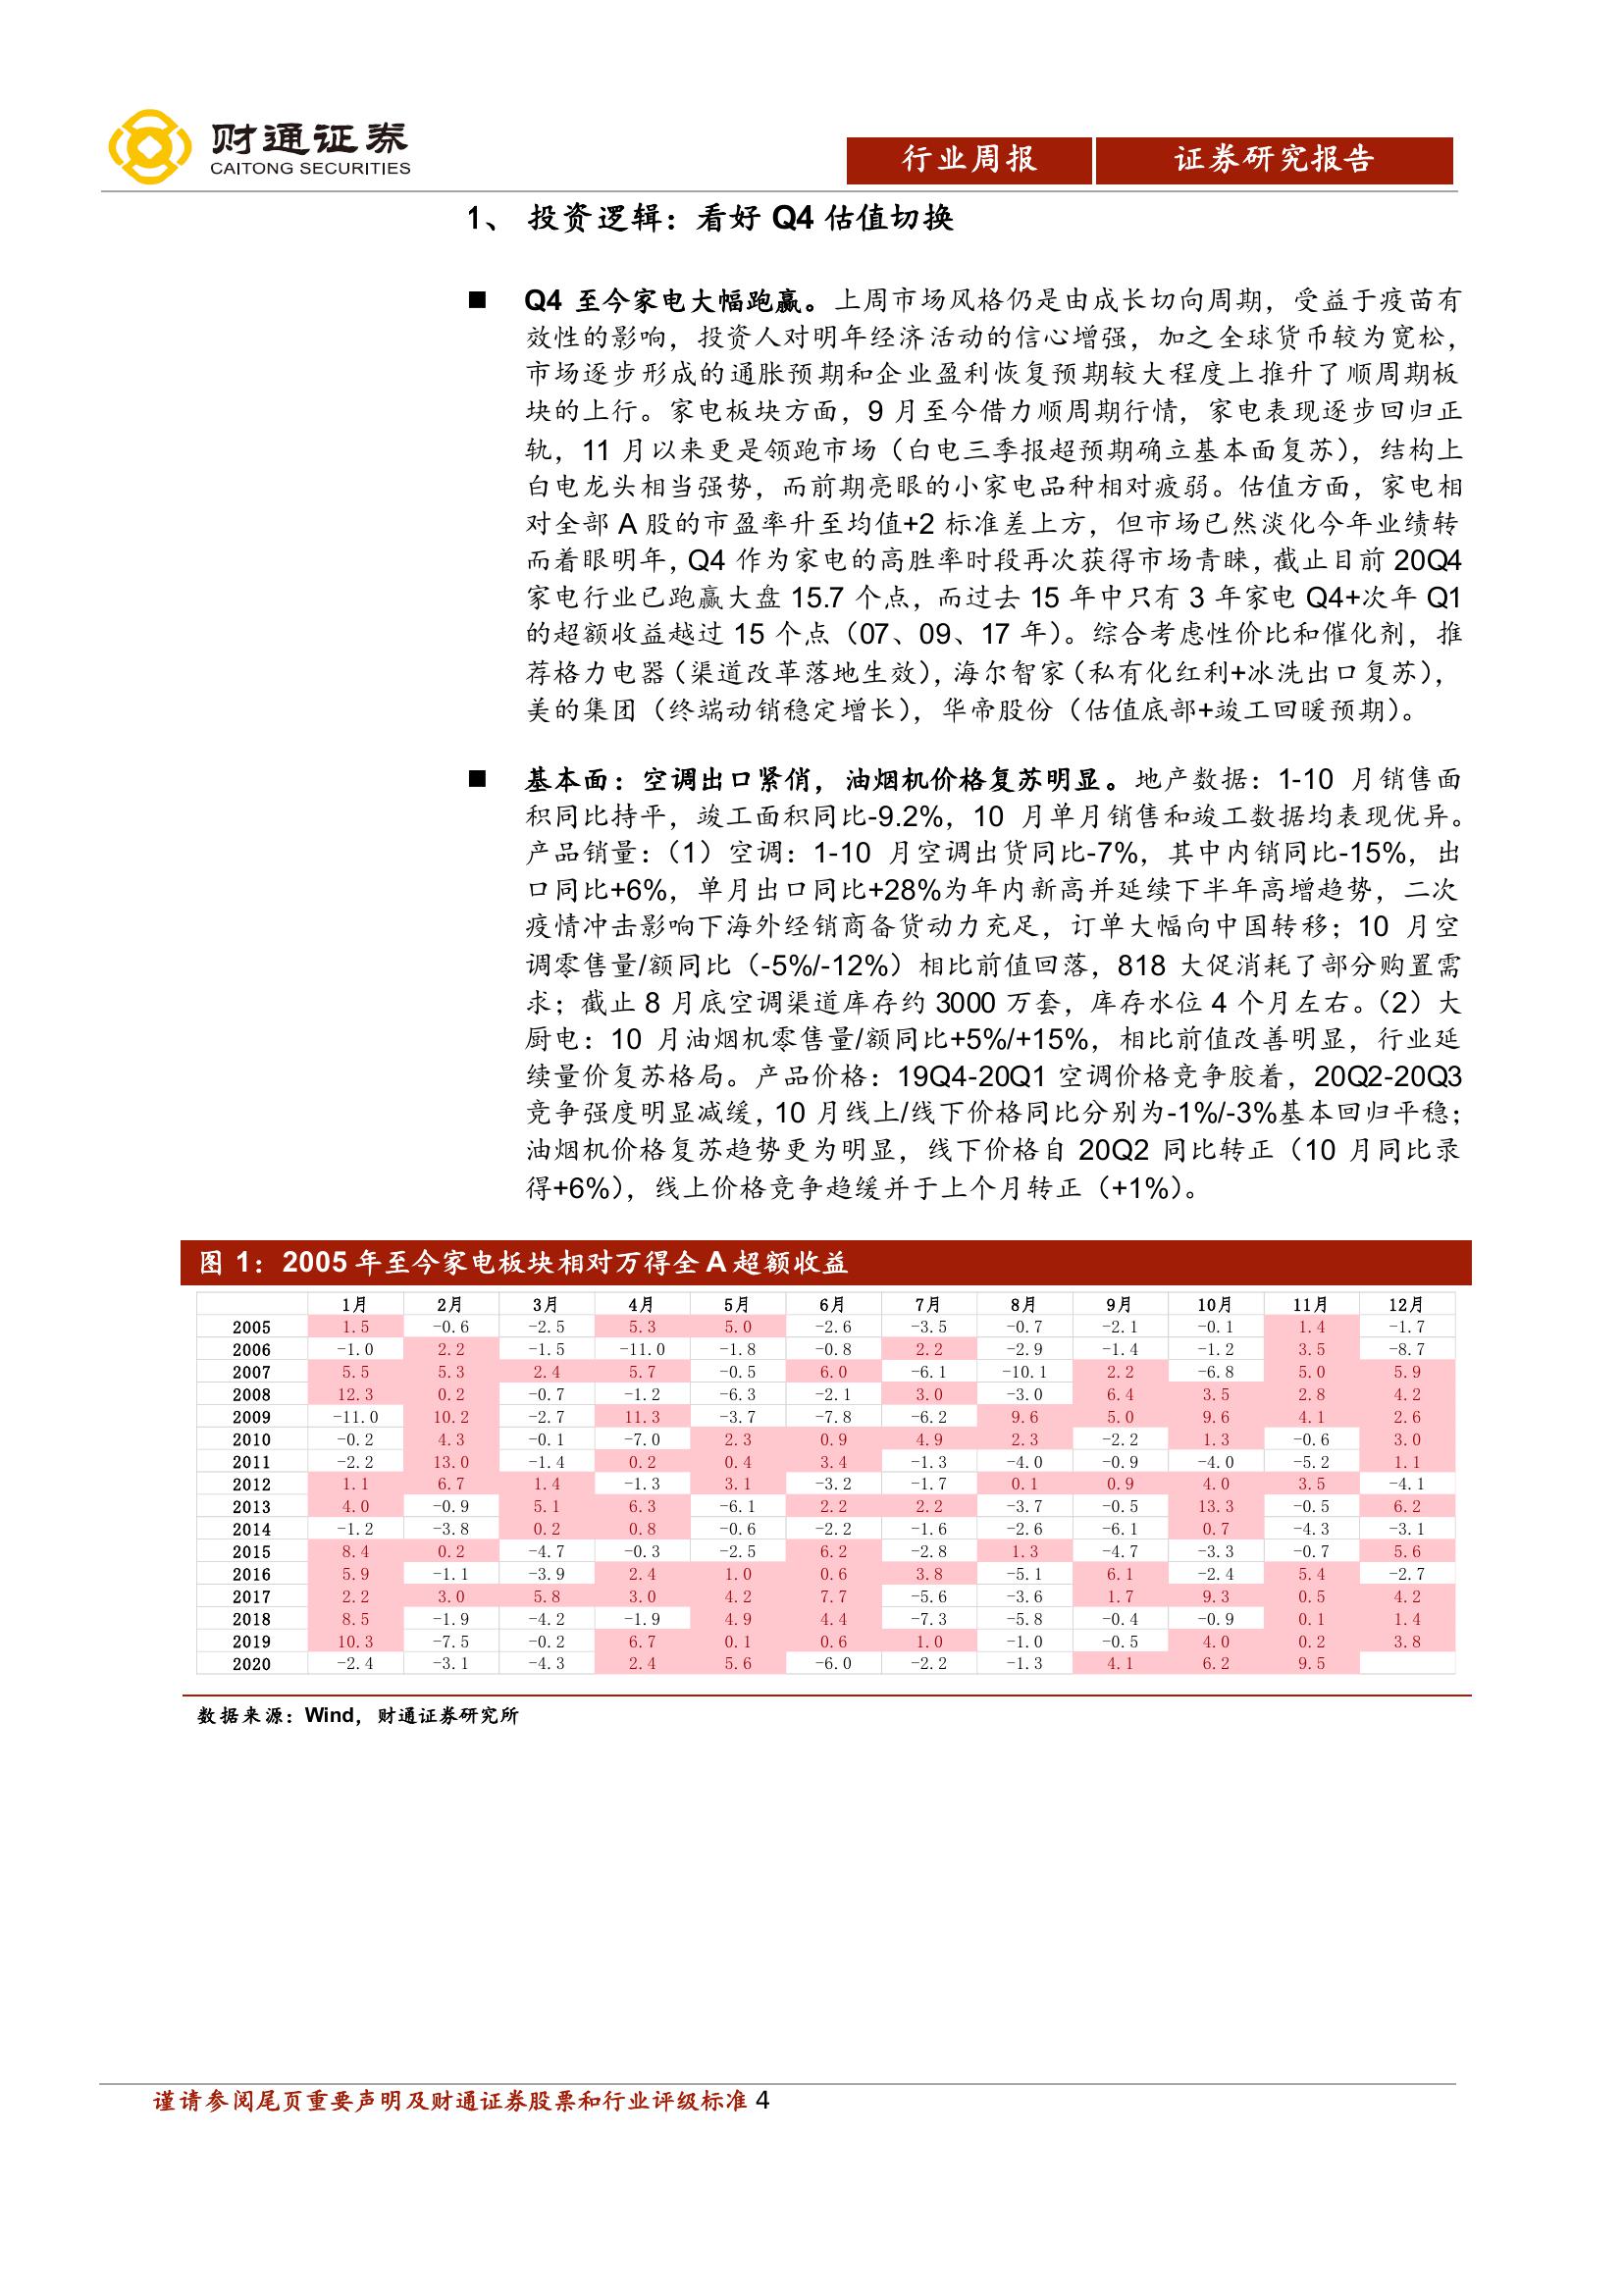 财通证券
CAITONG SECURITIES
行业周报 证券研究报告
1、 投资逻辑：看好 Q4 估值切换
■ Q4 至今家电大幅跑赢。上周市场风格仍是由成长切向周期，受益于疫苗有
效性的影响，投资人对明年经济活动的信心增强，加之全球货币较为宽松，
市场逐步形成的通胀预期和企业盈利恢复预期较大程度上推升了顺周期板
块的上行。家电板块方面，9 月至今借力顺周期行情，家电表现逐步回归正
轨，11 月以来更是领跑市场（白电三季报超预期确立基本面复苏），结构上
白电龙头相当强势，而前期亮眼的小家电品种相对疲弱。估值方面，家电相
对全部 A 股的市盈率升至均值+2 标准差上方，但市场已然淡化今年业绩转
而着眼明年，Q4 作为家电的高胜率时段再次获得市场青睐，截止目前 20Q4
家电行业已跑赢大盘 15.7 个点，而过去 15 年中只有 3 年家电 Q4+次年 Q1
的超额收益越过 15 个点（07、09、17 年）。综合考虑性价比和催化剂，推
荐格力电器（渠道改革落地生效），海尔智家（私有化红利+冰洗出口复苏），
美的集团（终端动销稳定增长），华帝股份（估值底部+竣工回暖预期）。
■ 基本面：空调出口紧俏，油烟机价格复苏明显。地产数据：1-10 月销售面
积同比持平，竣工面积同比-9.2%，10 月单月销售和竣工数据均表现优异。
产品销量：（1）空调：1-10 月空调出货同比-7%，其中内销同比-15%，出
口同比+6%，单月出口同比+28%为年内新高并延续下半年高增趋势，二次
疫情冲击影响下海外经销商备货动力充足，订单大幅向中国转移；10 月空
调零售量/额同比（-5%/-12%）相比前值回落，818 大促消耗了部分购置需
求；截止 8 月底空调渠道库存约 3000 万套，库存水位 4 个月左右。（2）大
厨电：10 月油烟机零售量/额同比+5%/+15%，相比前值改善明显，行业延
续量价复苏格局。产品价格：19Q4-20Q1 空调价格竞争胶着，20Q2-20Q3
竞争强度明显减缓，10 月线上/线下价格同比分别为-1%/-3%基本回归平稳；
油烟机价格复苏趋势更为明显，线下价格自 20Q2 同比转正（10 月同比录
得+6%），线上价格竞争趋缓并于上个月转正（+1%）。
图 1：2005 年至今家电板块相对万得全 A 超额收益
1月 2月 3月 4月 5月 6月 7月 8月 9月 10月 11月 12月
2005 1.5 -0.6 -2.5 5.3 5.0 -2.6 -3.5 -0.7 -2.1 -0.1 1.4 -1.7
2006 -1.0 2.2 -1.5 -11.0 -1.8 -0.8 2.2 -2.9 -1.4 -1.2 3.5 -8.7
2007 5.5 5.3 2.4 5.7 -0.5 6.0 -6.1 -10.1 2.2 -6.8 5.0 5.9
2008 12.3 0.2 -0.7 -1.2 -6.3 -2.1 3.0 -3.0 6.4 3.5 2.8 4.2
2009 -11.0 10.2 -2.7 11.3 -3.7 -7.8 -6.2 9.6 5.0 9.6 4.1 2.6
2010 -0.2 4.3 -0.1 -7.0 2.3 0.9 4.9 2.3 -2.2 1.3 -0.6 3.0
2011 -2.2 13.0 -1.4 0.2 0.4 3.4 -1.3 -4.0 -0.9 -4.0 -5.2 1.1
2012 1.1 6.7 1.4 -1.3 3.1 -3.2 -1.7 0.1 0.9 4.0 3.5 -4.1
2013 4.0 -0.9 5.1 6.3 -6.1 2.2 2.2 -3.7 -0.5 13.3 -0.5 6.2
2014 -1.2 -3.8 0.2 0.8 -0.6 -2.2 -1.6 -2.6 -6.1 0.7 -4.3 -3.1
2015 8.4 0.2 -4.7 -0.3 -2.5 6.2 -2.8 1.3 -4.7 -3.3 -0.7 5.6
2016 5.9 -1.1 -3.9 2.4 1.0 0.6 3.8 -5.1 6.1 -2.4 5.4 -2.7
2017 2.2 3.0 5.8 3.0 4.2 7.7 -5.6 -3.6 1.7 9.3 0.5 4.2
2018 8.5 -1.9 -4.2 -1.9 4.9 4.4 -7.3 -5.8 -0.4 -0.9 0.1 1.4
2019 10.3 -7.5 -0.2 6.7 0.1 0.6 1.0 -1.0 -0.5 4.0 0.2 3.8
2020 -2.4 -3.1 -4.3 2.4 5.6 -6.0 -2.2 -1.3 4.1 6.2 9.5
数据来源：Wind，财通证券研究所
谨请参阅尾页重要声明及财通证券股票和行业评级标准 4